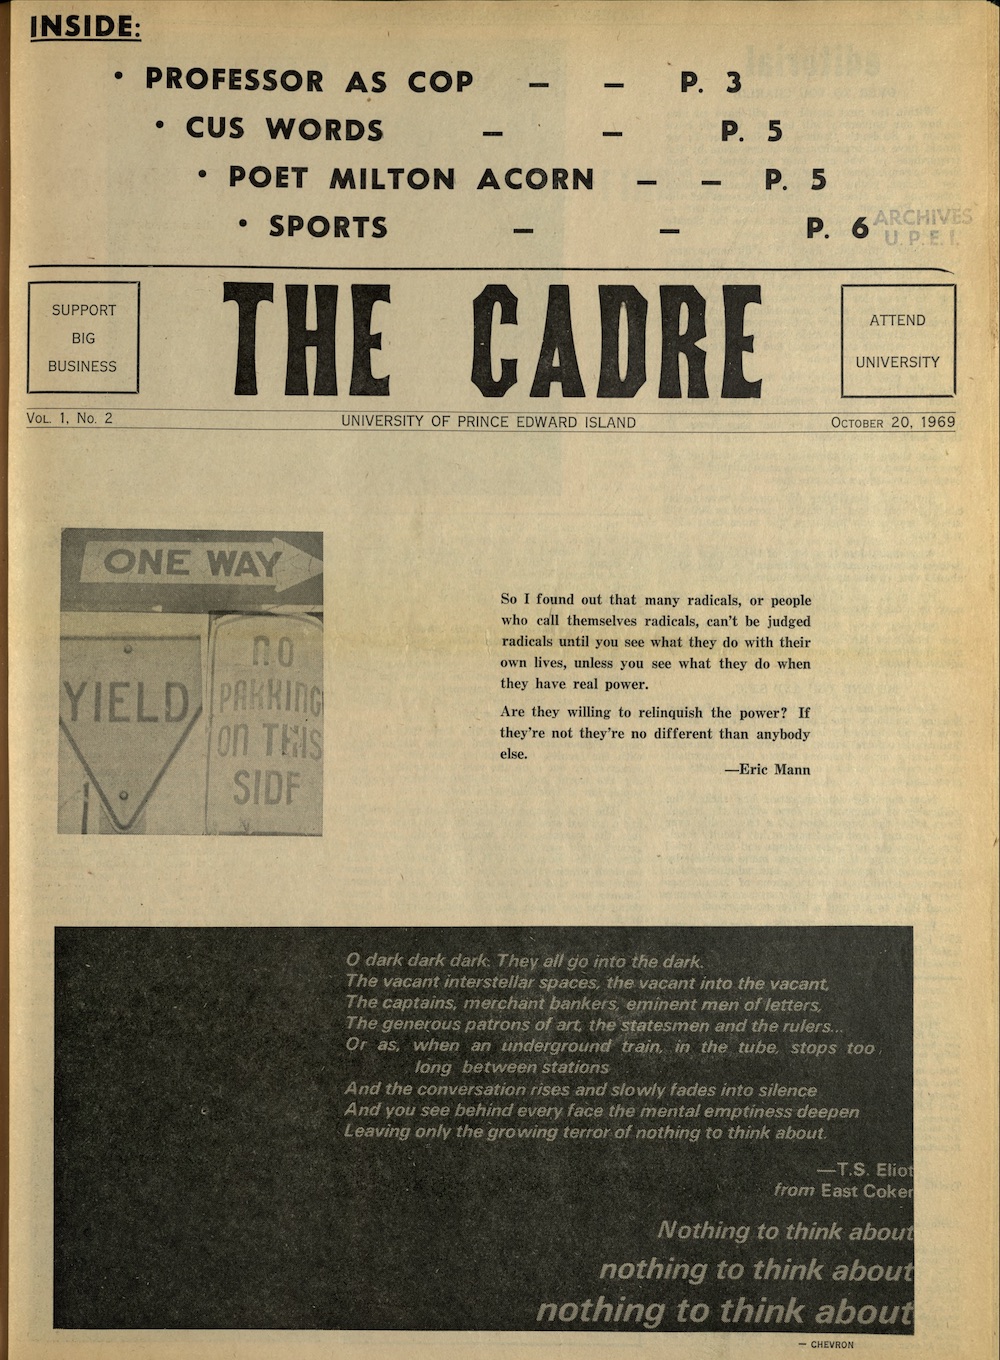 INSIDE:
• PROFESSOR AS COP – – P. 3
• CUS WORDS – – P. 5
• POET MILTON ACORN – – P. 5
• SPORTS – – P. 6
ARCHIVES
U.P.E.I.
SUPPORT
BIG
BUSINESS
THE CADRE
ATTEND
UNIVERSITY
VOL. 1, NO. 2 UNIVERSITY OF PRINCE EDWARD ISLAND OCTOBER 20, 1969
ONE WAY
YIELD
NO
PARKING
ON THIS
SIDE
So I found out that many radicals, or people
who call themselves radicals, can't be judged
radicals until you see what they do with their
own lives, unless you see what they do when
they have real power.
Are they willing to relinquish the power? If
they're not they're no different than anybody
else.
—Eric Mann
O dark dark dark. They all go into the dark.
The vacant interstellar spaces, the vacant into the vacant,
The captains, merchant bankers, eminent men of letters,
The generous patrons of art, the statesmen and the rulers...
Or as, when an underground train, in the tube, stops too
long between stations
And the conversation rises and slowly fades into silence
And you see behind every face the mental emptiness deepen
Leaving only the growing terror of nothing to think about.
—T.S. Eliot
from East Coker
Nothing to think about
nothing to think about
nothing to think about
– CHEVRON